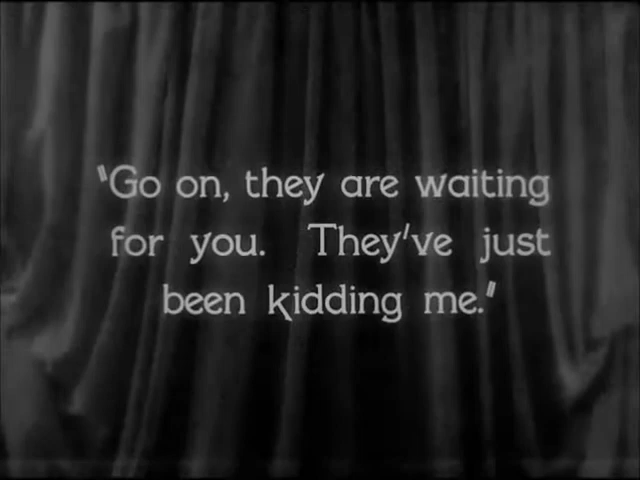 "Go on, they are waiting
for you. They've just
been kidding me."